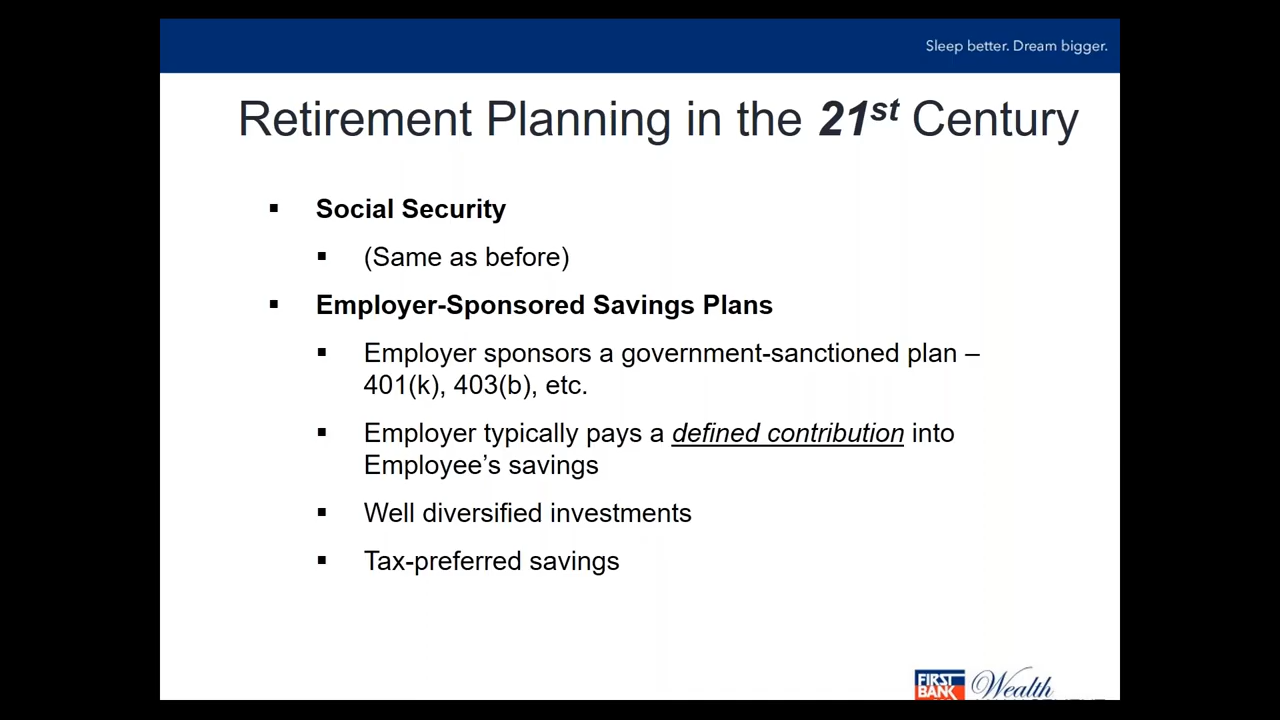 Sleep better. Dream bigger.
Retirement Planning in the 21st Century
▪ Social Security
▪ (Same as before)
▪ Employer-Sponsored Savings Plans
▪ Employer sponsors a government-sanctioned plan –
401(k), 403(b), etc.
▪ Employer typically pays a defined contribution into
Employee’s savings
▪ Well diversified investments
▪ Tax-preferred savings
FIRST
BANK
Wealth